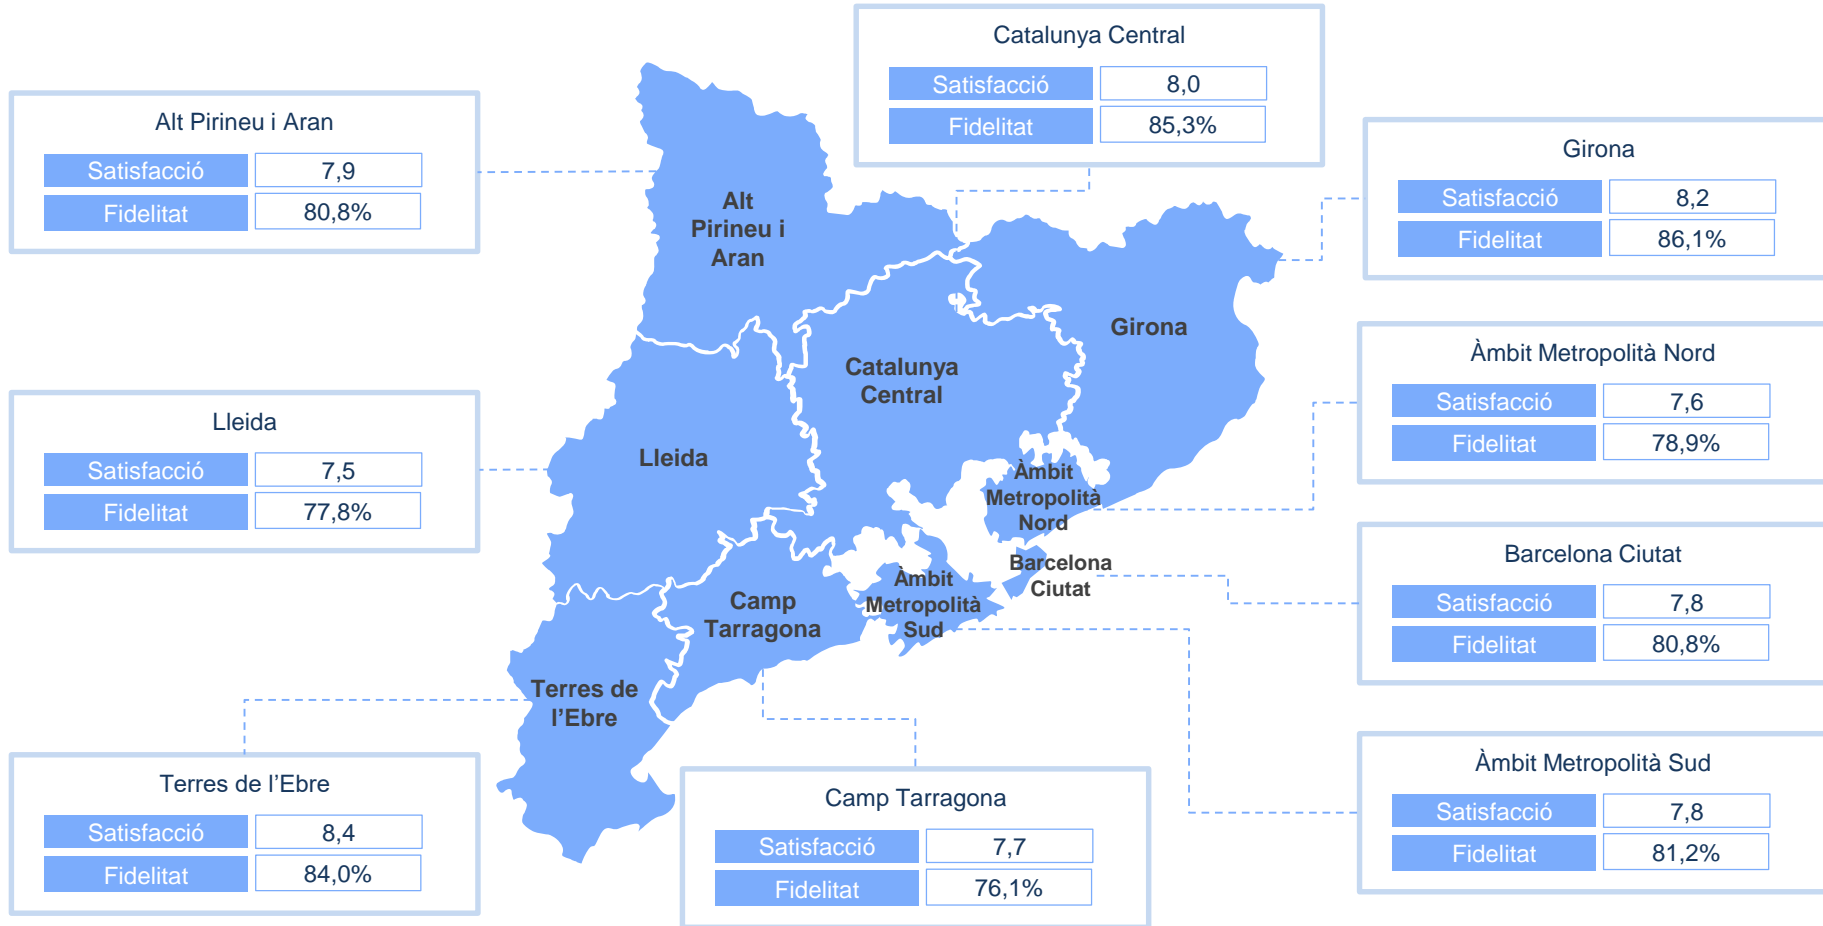 Catalunya Central
Satisfacció 8,0
Fidelitat 85,3%
Alt Pirineu i Aran
Satisfacció 7,9
Fidelitat 80,8%
Girona
Satisfacció 8,2
Fidelitat 86,1%
Àmbit Metropolità Nord
Satisfacció 7,6
Fidelitat 78,9%
Lleida
Satisfacció 7,5
Fidelitat 77,8%
Barcelona Ciutat
Satisfacció 7,8
Fidelitat 80,8%
Terres de l’Ebre
Satisfacció 8,4
Fidelitat 84,0%
Camp Tarragona
Satisfacció 7,7
Fidelitat 76,1%
Àmbit Metropolità Sud
Satisfacció 7,8
Fidelitat 81,2%
Alt
Pirineu i
Aran
Girona
Catalunya
Central
Lleida
Àmbit
Metropolità
Nord
Barcelona
Ciutat
Àmbit
Metropolità
Sud
Camp
Tarragona
Terres de
l’Ebre